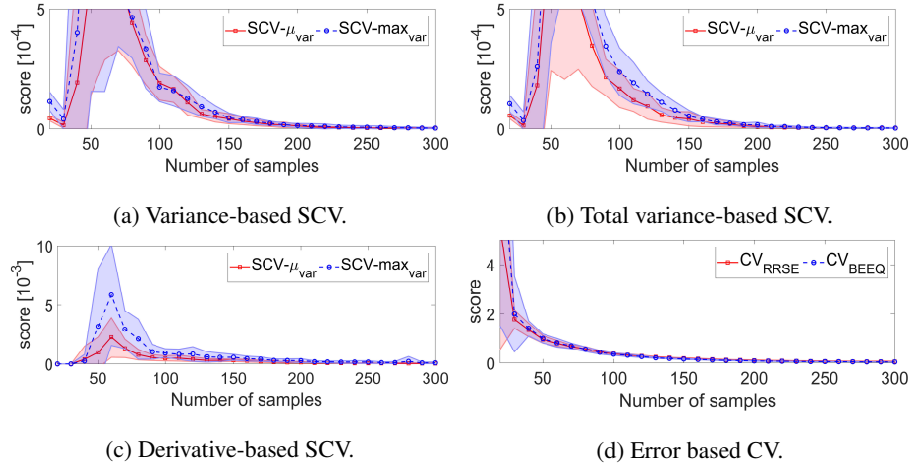 SCV-μvar SCV-maxvar
score [10-4]
5
0
50 100 150 200 250 300
Number of samples
(a) Variance-based SCV.
SCV-μvar SCV-maxvar
score [10-4]
5
0
50 100 150 200 250 300
Number of samples
(b) Total variance-based SCV.
SCV-μvar SCV-maxvar
score [10-3]
10
5
0
50 100 150 200 250 300
Number of samples
(c) Derivative-based SCV.
CVRRSE CVBEEQ
score
4
2
0
50 100 150 200 250 300
Number of samples
(d) Error based CV.